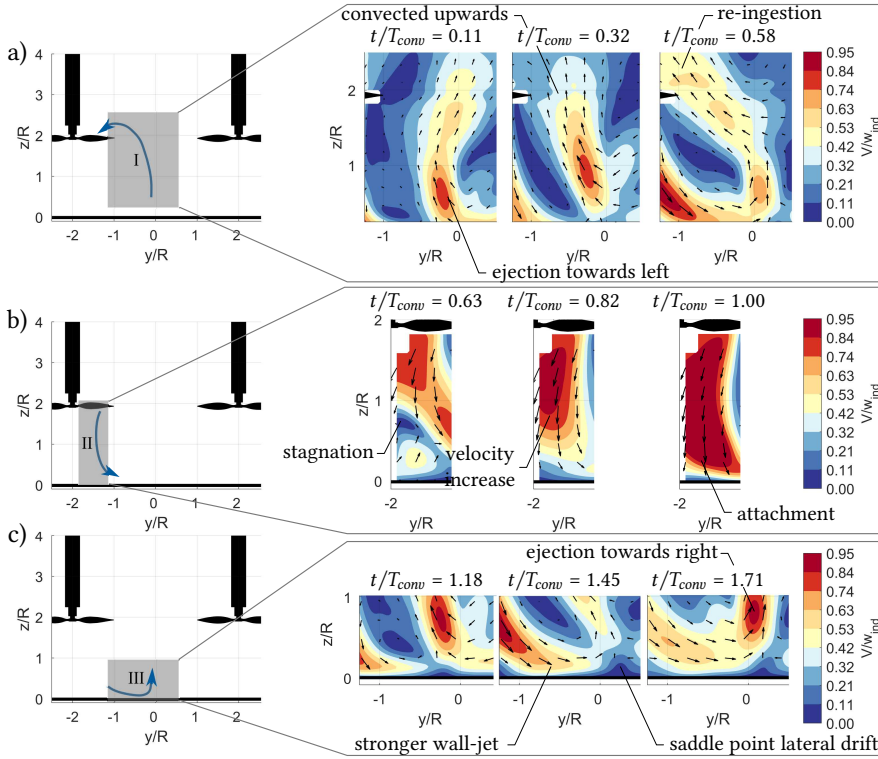 convected upwards
re-ingestion
a)
t/T_conv = 0.11
t/T_conv = 0.32
t/T_conv = 0.58
z/R
4
3
2
1
0
I
-2 -1 0 1 2
y/R
z/R
2
1
0
0
0
0
y/R
y/R
y/R
ejection towards left
0.95
0.84
0.74
0.63
0.53
0.42
0.32
0.21
0.11
0.00
V/w_ind
b)
t/T_conv = 0.63
t/T_conv = 0.82
t/T_conv = 1.00
z/R
4
3
2
1
0
II
-2 -1 0 1 2
y/R
z/R
2
1
0
-2
-2
-2
y/R
y/R
y/R
stagnation
velocity
increase
attachment
0.95
0.84
0.74
0.63
0.53
0.42
0.32
0.21
0.11
0.00
V/w_ind
c)
ejection towards right
t/T_conv = 1.18
t/T_conv = 1.45
t/T_conv = 1.71
z/R
4
3
2
1
0
III
-2 -1 0 1 2
y/R
z/R
1
0
-1 0
-1 0
-1 0
y/R
y/R
y/R
stronger wall-jet
saddle point lateral drift
0.95
0.84
0.74
0.63
0.53
0.42
0.32
0.21
0.11
0.00
V/w_ind